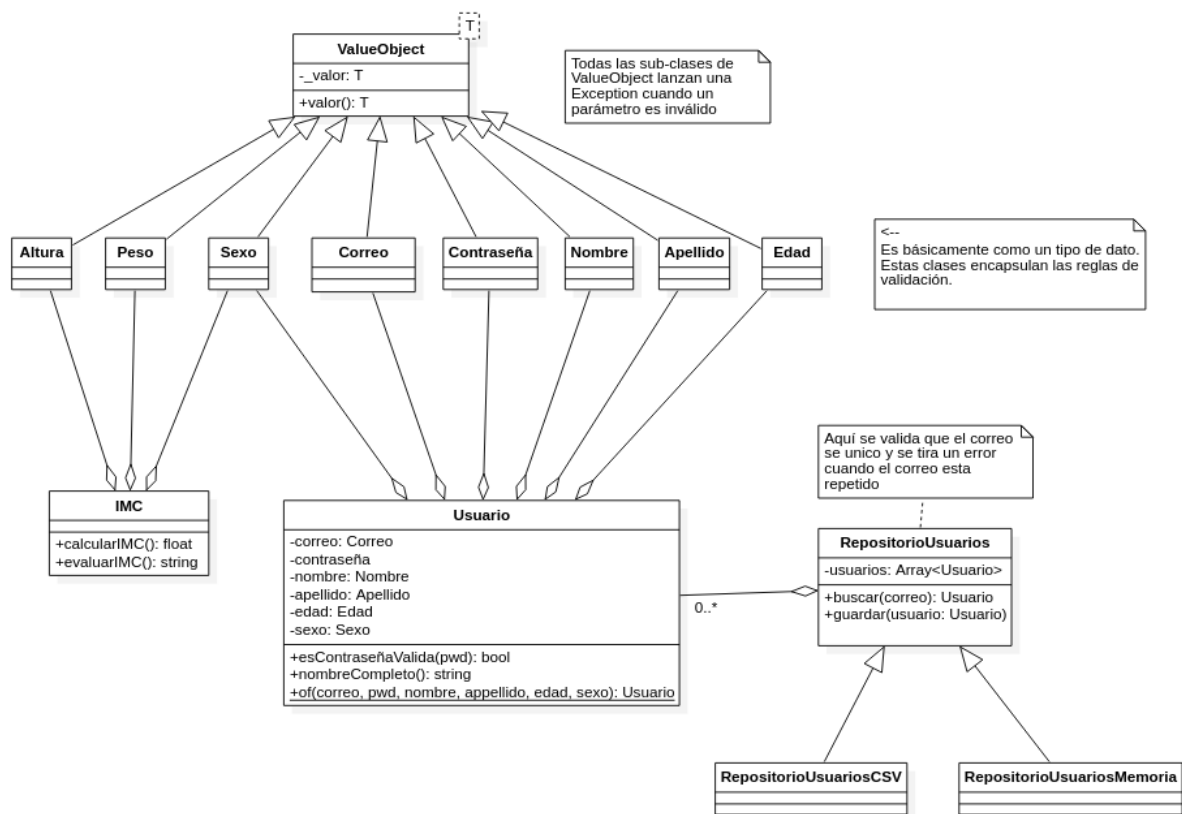 T
ValueObject
-_valor: T
+valor(): T
Todas las sub-clases de
ValueObject lanzan una
Exception cuando un
parámetro es inválido
Altura
Peso
Sexo
Correo
Contraseña
Nombre
Apellido
Edad
<--
Es básicamente como un tipo de dato.
Estas clases encapsulan las reglas de
validación.
Aquí se valida que el correo
se unico y se tira un error
cuando el correo esta
repetido
IMC
+calcularIMC(): float
+evaluarIMC(): string
Usuario
-correo: Correo
-contraseña
-nombre: Nombre
-apellido: Apellido
-edad: Edad
-sexo: Sexo
+esContraseñaValida(pwd): bool
+nombreCompleto(): string
+of(correo, pwd, nombre, appellido, edad, sexo): Usuario
0..*
RepositorioUsuarios
-usuarios: Array<Usuario>
+buscar(correo): Usuario
+guardar(usuario: Usuario)
RepositorioUsuariosCSV
RepositorioUsuariosMemoria